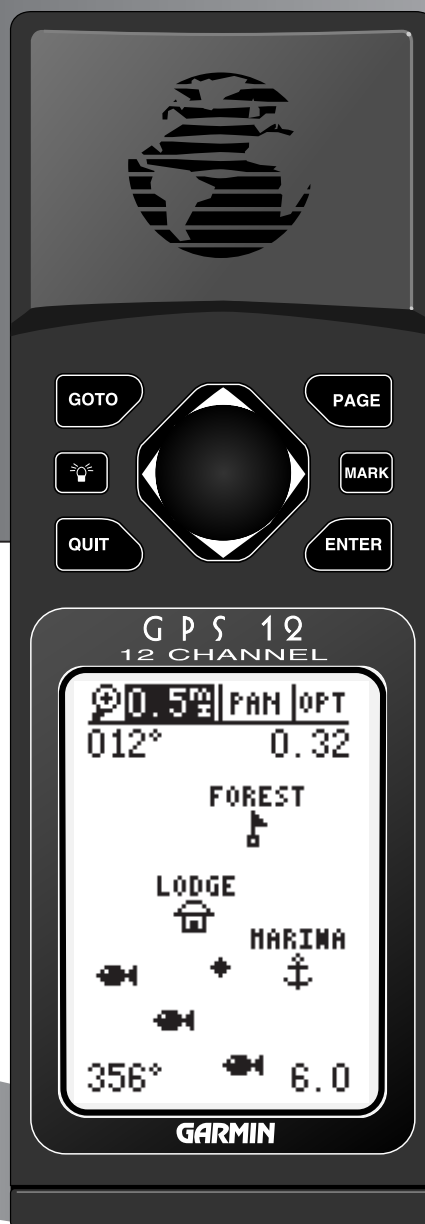 GOTO PAGE
MARK
QUIT ENTER
GPS 12
12 CHANNEL
0.5mi PAN OPT
012° 0.32
FOREST
LODGE
MARINA
356° 6.0
GARMIN